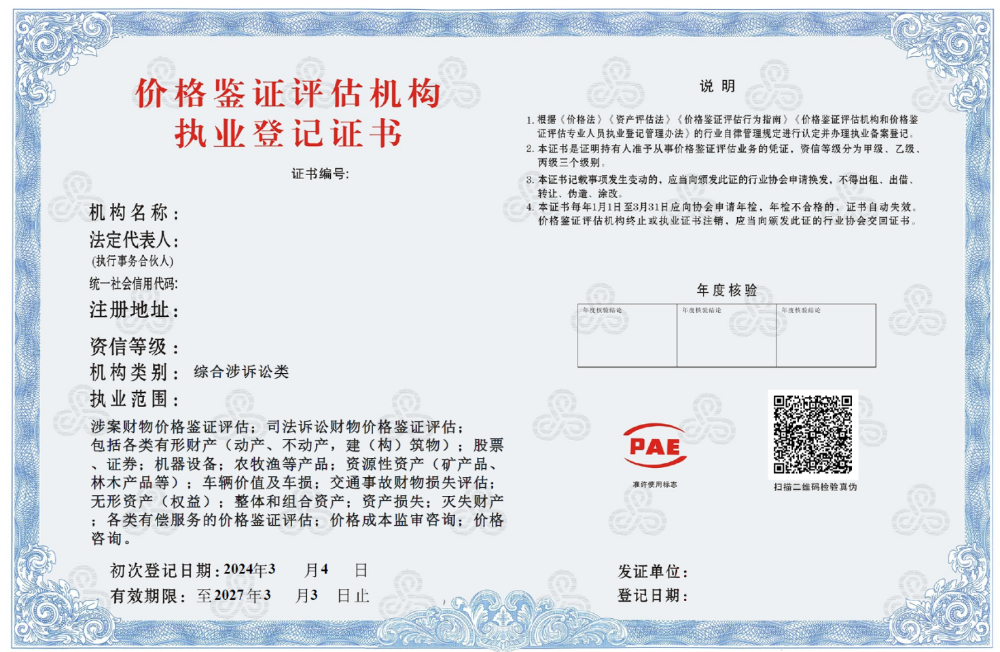 价格鉴证评估机构
执业登记证书
证书编号:
机构名称：
法定代表人：
(执行事务合伙人)
统一社会信用代码:
注册地址：
资信等级：
机构类别：综合涉诉讼类
执业范围：
涉案财物价格鉴证评估；司法诉讼财物价格鉴证评估；
包括各类有形财产（动产、不动产，建（构）筑物）；股票
、证券；机器设备；农牧渔等产品；资源性资产（矿产品、
林木产品等）；车辆价值及车损；交通事故财物损失评估；
无形资产（权益）；整体和组合资产；资产损失；灭失财产
；各类有偿服务的价格鉴证评估；价格成本监审咨询；价格
咨询。
初次登记日期：2024年3 月4 日
有效期限：至2027年3 月3 日止
说明
1. 根据《价格法》《资产评估法》《价格鉴证评估行为指南》《价格鉴证评估机构和价格鉴
证评估专业人员执业登记管理办法》的行业自律管理规定进行认定并办理执业备案登记。
2. 本证书是证明持有人准予从事价格鉴证评估业务的凭证，资信等级分为甲级、乙级、
丙级三个级别。
3. 本证书记载事项发生变动的，应当向颁发此证的行业协会申请换发，不得出租、出借、
转让、伪造、涂改。
4. 本证书每年1月1日至3月31日应向协会申请年检，年检不合格的，证书自动失效。
价格鉴证评估机构终止或执业证书注销，应当向颁发此证的行业协会交回证书。
年度核验
年度核验结论 年度核验结论 年度核验结论
PAE
准许使用标志
扫描二维码检验真伪
发证单位：
登记日期：